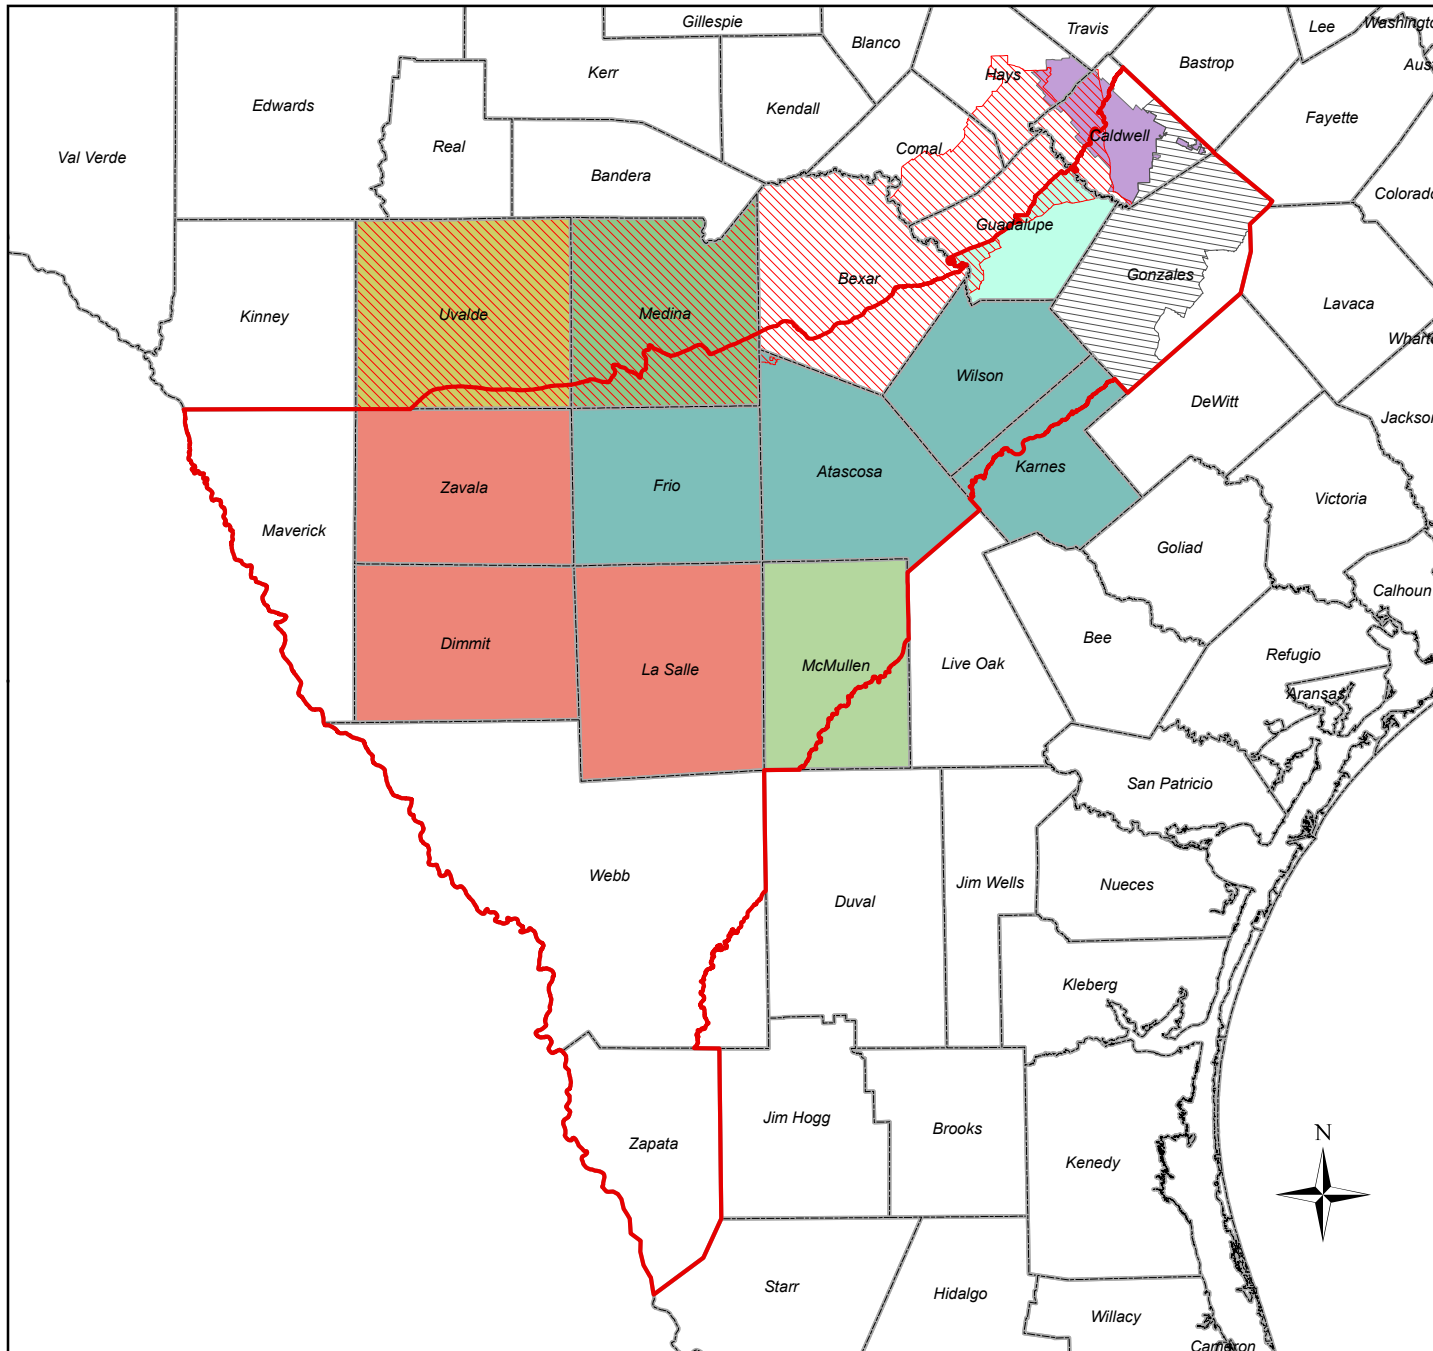 Gillespie
Travis
Lee
Washingto
Blanco
Bastrop
Aus
Kerr
Hays
Edwards
Kendall
Fayette
Caldwell
Real
Comal
Val Verde
Bandera
Colorado
Guadalupe
Gonzales
Bexar
Lavaca
Kinney
Uvalde
Medina
Wharto
Wilson
DeWitt
Jackson
Karnes
Atascosa
Zavala
Frio
Victoria
Maverick
Goliad
Calhoun
Bee
Dimmit
Refugio
La Salle
McMullen
Live Oak
Aransas
San Patricio
Webb
Jim Wells
Nueces
Duval
Kleberg
Jim Hogg
Brooks
N
Zapata
Kenedy
Starr
Hidalgo
Willacy
Cameron